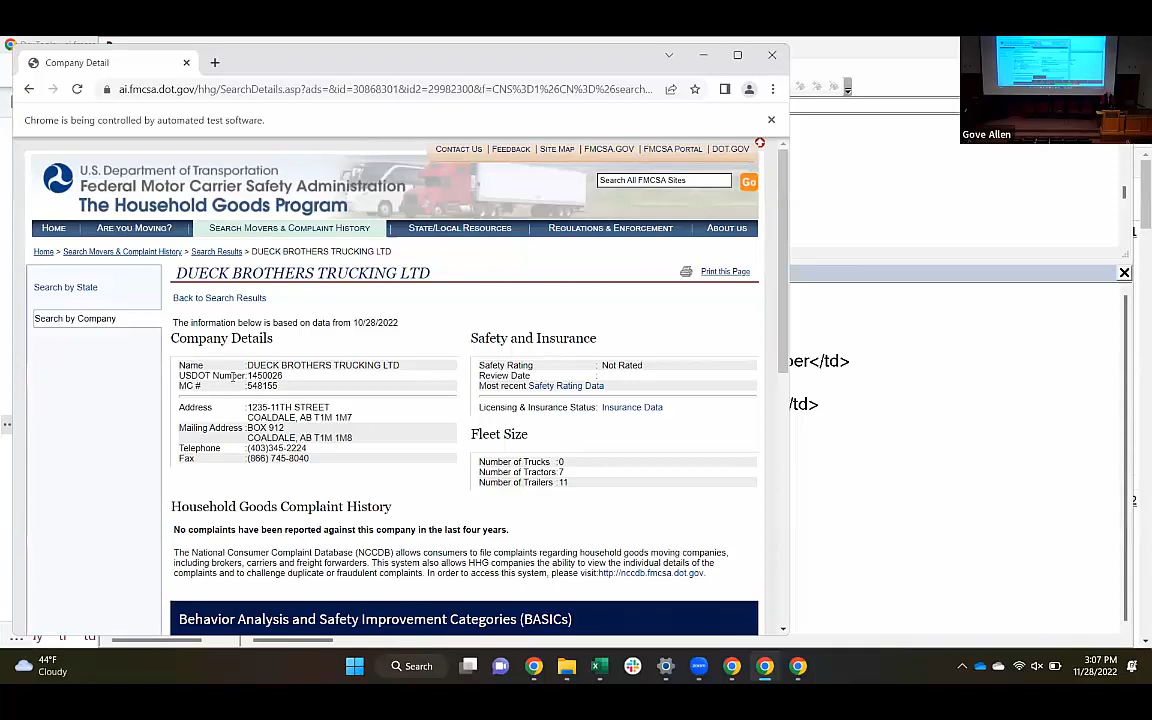 Company Detail
ai.fmcsa.dot.gov/hhg/SearchDetails.asp?ads=&id=30868301&id2=29982300&f=CNS%3D1%26CN%3D%26search...
Chrome is being controlled by automated test software.
Gove Allen
CONTACT US | FEEDBACK | SITE MAP | FMCSA.GOV | FMCSA PORTAL | DOT.GOV
U.S. Department of Transportation
Federal Motor Carrier Safety Administration
The Household Goods Program
Search All FMCSA Sites
Go
HOME
ARE YOU MOVING?
SEARCH MOVERS & COMPLAINT HISTORY
STATE/LOCAL RESOURCES
REGULATIONS & ENFORCEMENT
ABOUT US
Home > Search Movers & Complaint History > Search Results > DUECK BROTHERS TRUCKING LTD
DUECK BROTHERS TRUCKING LTD
Print this Page
Search by State
Search by Company
Back to Search Results
The information below is based on data from 10/28/2022
Company Details
Name :DUECK BROTHERS TRUCKING LTD
USDOT Number:1450026
MC # :548155
Address :1235-11TH STREET
COALDALE, AB T1M 1M7
Mailing Address :BOX 912
COALDALE, AB T1M 1M8
Telephone :(403)345-2224
Fax :(866) 745-8040
Safety and Insurance
Safety Rating : Not Rated
Review Date :
Most recent Safety Rating Data
Licensing & Insurance Status: Insurance Data
Fleet Size
Number of Trucks :0
Number of Tractors:7
Number of Trailers :11
Household Goods Complaint History
No complaints have been reported against this company in the last four years.
The National Consumer Complaint Database (NCCDB) allows consumers to file complaints regarding household goods moving companies,
including brokers, carriers and freight forwarders. This system also allows HHG companies the ability to view the individual details of the
complaints and to challenge duplicate or fraudulent complaints. In order to access this system, please visit:http://nccdb.fmcsa.dot.gov.
Behavior Analysis and Safety Improvement Categories (BASICs)
ber</td>
/td>
tr td
44°F
Cloudy
Search
3:07 PM
11/28/2022